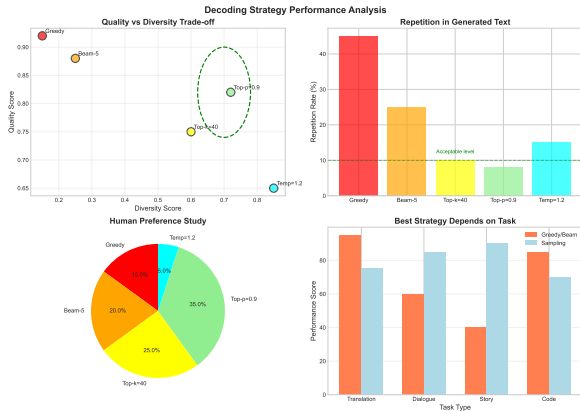 Decoding Strategy Performance Analysis
Quality vs Diversity Trade-off
Greedy
Beam-5
Top-p=0.9
Top-k=40
Temp=1.2
0.90
0.85
0.80
0.75
0.70
0.65
Quality Score
0.2 0.3 0.4 0.5 0.6 0.7 0.8
Diversity Score
Repetition in Generated Text
40
30
20
10
0
Repetition Rate (%)
Acceptable level
Greedy Beam-5 Top-k=40 Top-p=0.9 Temp=1.2
Human Preference Study
Temp=1.2
Greedy
5.0%
15.0%
Top-p=0.9
35.0%
Beam-5
20.0%
25.0%
Top-k=40
Best Strategy Depends on Task
Greedy/Beam
Sampling
80
60
40
20
0
Performance Score
Translation Dialogue Story Code
Task Type